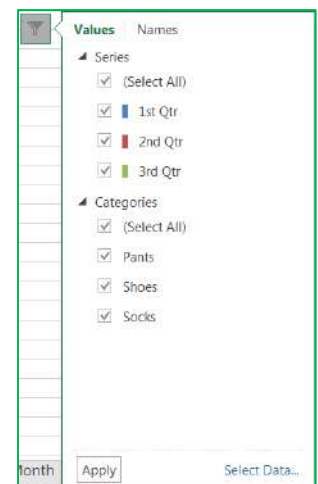 Values Names
Series
(Select All)
1st Qtr
2nd Qtr
3rd Qtr
Categories
(Select All)
Pants
Shoes
Socks
Month Apply Select Data...